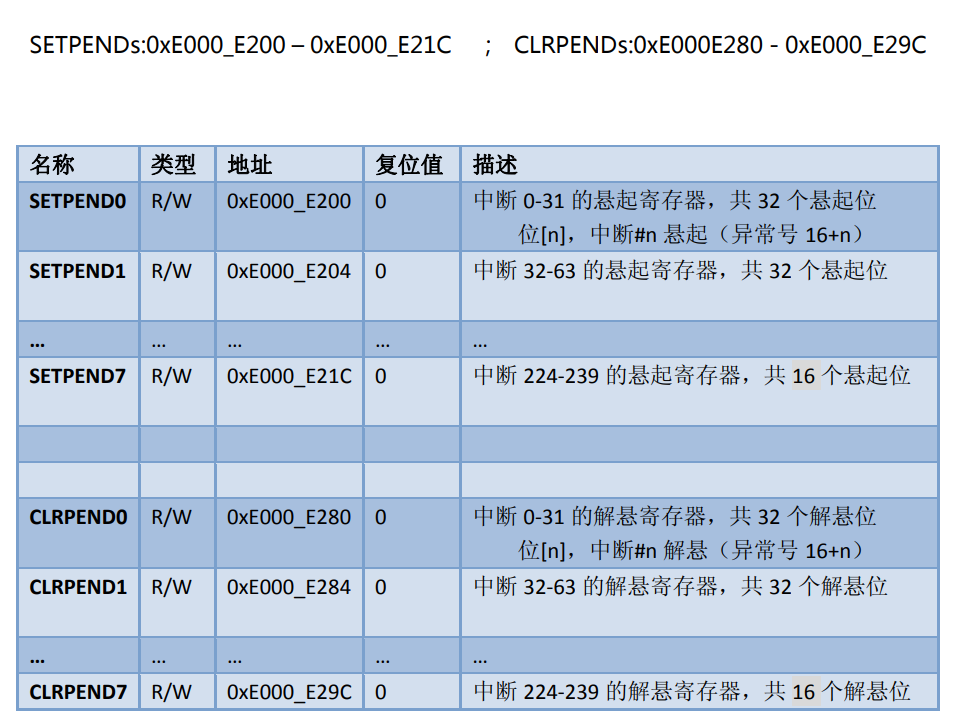 SETPENDs:0xE000_E200 – 0xE000_E21C ; CLRPENDs:0xE000E280 - 0xE000_E29C
名称 类型 地址 复位值 描述
SETPEND0 R/W 0xE000_E200 0 中断 0-31 的悬起寄存器，共 32 个悬起位
位[n]，中断#n 悬起（异常号 16+n）
SETPEND1 R/W 0xE000_E204 0 中断 32-63 的悬起寄存器，共 32 个悬起位
... ... ... ... ...
SETPEND7 R/W 0xE000_E21C 0 中断 224-239 的悬起寄存器，共 16 个悬起位
CLRPEND0 R/W 0xE000_E280 0 中断 0-31 的解悬寄存器，共 32 个解悬位
位[n]，中断#n 解悬（异常号 16+n）
CLRPEND1 R/W 0xE000_E284 0 中断 32-63 的解悬寄存器，共 32 个解悬位
... ... ... ... ...
CLRPEND7 R/W 0xE000_E29C 0 中断 224-239 的解悬寄存器，共 16 个解悬位